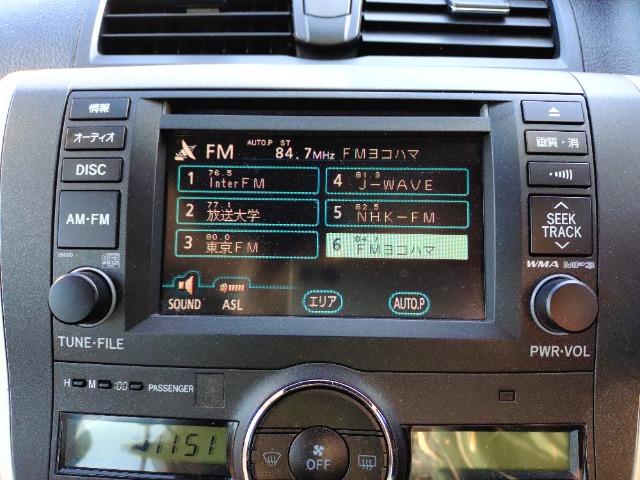 情報
オーディオ
DISC
AM・FM
TUNE・FILE
FM AUTO.P ST 84.7MHz FMヨコハマ
1 76.5 InterFM
2 77.1 放送大学
3 80.0 東京FM
4 81.3 J-WAVE
5 82.5 NHK-FM
6 84.7 FMヨコハマ
SOUND ASL エリア AUTO.P
画質・消
SEEK
TRACK
WMA MP3
PWR・VOL
H M :00 PASSENGER
11:51
OFF